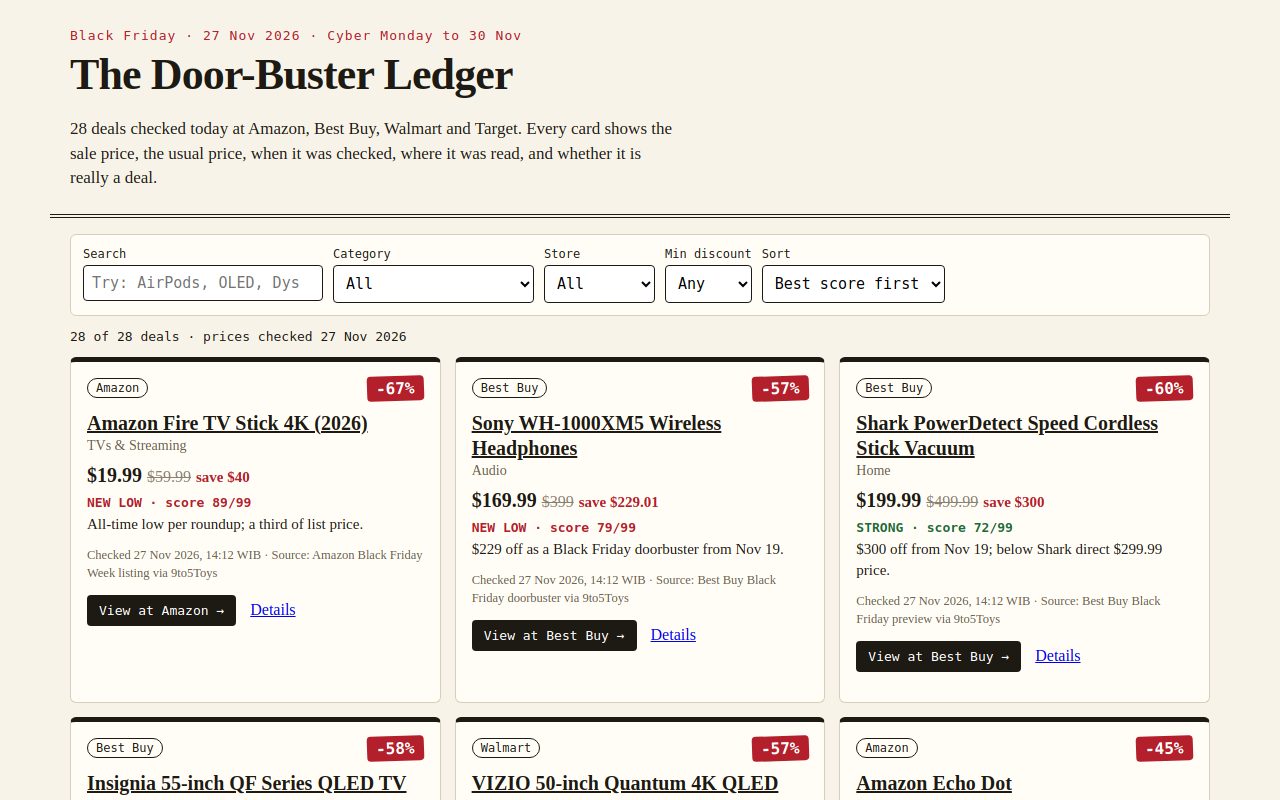 Black Friday · 27 Nov 2026 · Cyber Monday to 30 Nov
The Door-Buster Ledger
28 deals checked today at Amazon, Best Buy, Walmart and Target. Every card shows the
sale price, the usual price, when it was checked, where it was read, and whether it is
really a deal.
Search
Category
Store
Min discount
Sort
Try: AirPods, OLED, Dys
All
All
Any
Best score first
28 of 28 deals · prices checked 27 Nov 2026
Amazon
-67%
Amazon Fire TV Stick 4K (2026)
TVs & Streaming
$19.99 $59.99 save $40
NEW LOW · score 89/99
All-time low per roundup; a third of list price.
Checked 27 Nov 2026, 14:12 WIB · Source: Amazon Black Friday
Week listing via 9to5Toys
View at Amazon →
Details
Best Buy
-57%
Sony WH-1000XM5 Wireless
Headphones
Audio
$169.99 $399 save $229.01
NEW LOW · score 79/99
$229 off as a Black Friday doorbuster from Nov 19.
Checked 27 Nov 2026, 14:12 WIB · Source: Best Buy Black
Friday doorbuster via 9to5Toys
View at Best Buy →
Details
Best Buy
-60%
Shark PowerDetect Speed Cordless
Stick Vacuum
Home
$199.99 $499.99 save $300
STRONG · score 72/99
$300 off from Nov 19; below Shark direct $299.99
price.
Checked 27 Nov 2026, 14:12 WIB · Source: Best Buy Black
Friday preview via 9to5Toys
View at Best Buy →
Details
Best Buy
-58%
Insignia 55-inch QF Series QLED TV
Walmart
-57%
VIZIO 50-inch Quantum 4K QLED
Amazon
-45%
Amazon Echo Dot